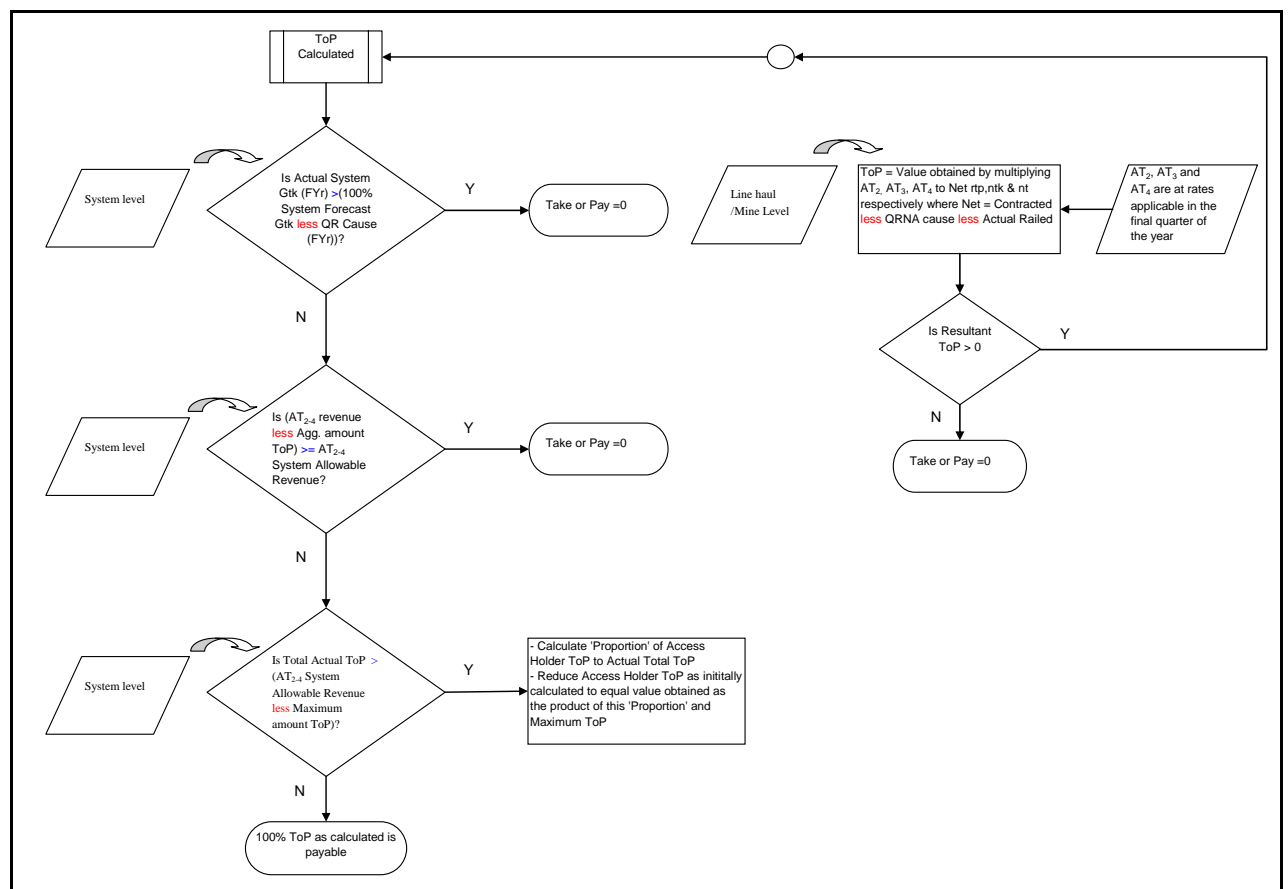 ToP
Calculated
System level
Is Actual System
Gtk (FYr) >(100%
System Forecast
Gtk less QR Cause
(FYr))?
Y
Take or Pay =0
N
Line haul
/Mine Level
ToP = Value obtained by multiplying
AT2, AT3, AT4 to Net rtp,ntk & nt
respectively where Net = Contracted
less QRNA cause less Actual Railed
AT2, AT3 and
AT4 are at rates
applicable in the
final quarter of
the year
Is Resultant
ToP > 0
Y
N
Take or Pay =0
System level
Is (AT2-4 revenue
less Agg. amount
ToP) >= AT2-4
System Allowable
Revenue?
Y
Take or Pay =0
N
System level
Is Total Actual ToP >
(AT2-4 System
Allowable Revenue
less Maximum
amount ToP)?
Y
- Calculate 'Proportion' of Access
Holder ToP to Actual Total ToP
- Reduce Access Holder ToP as inititally
calculated to equal value obtained as
the product of this 'Proportion' and
Maximum ToP
N
100% ToP as calculated is
payable